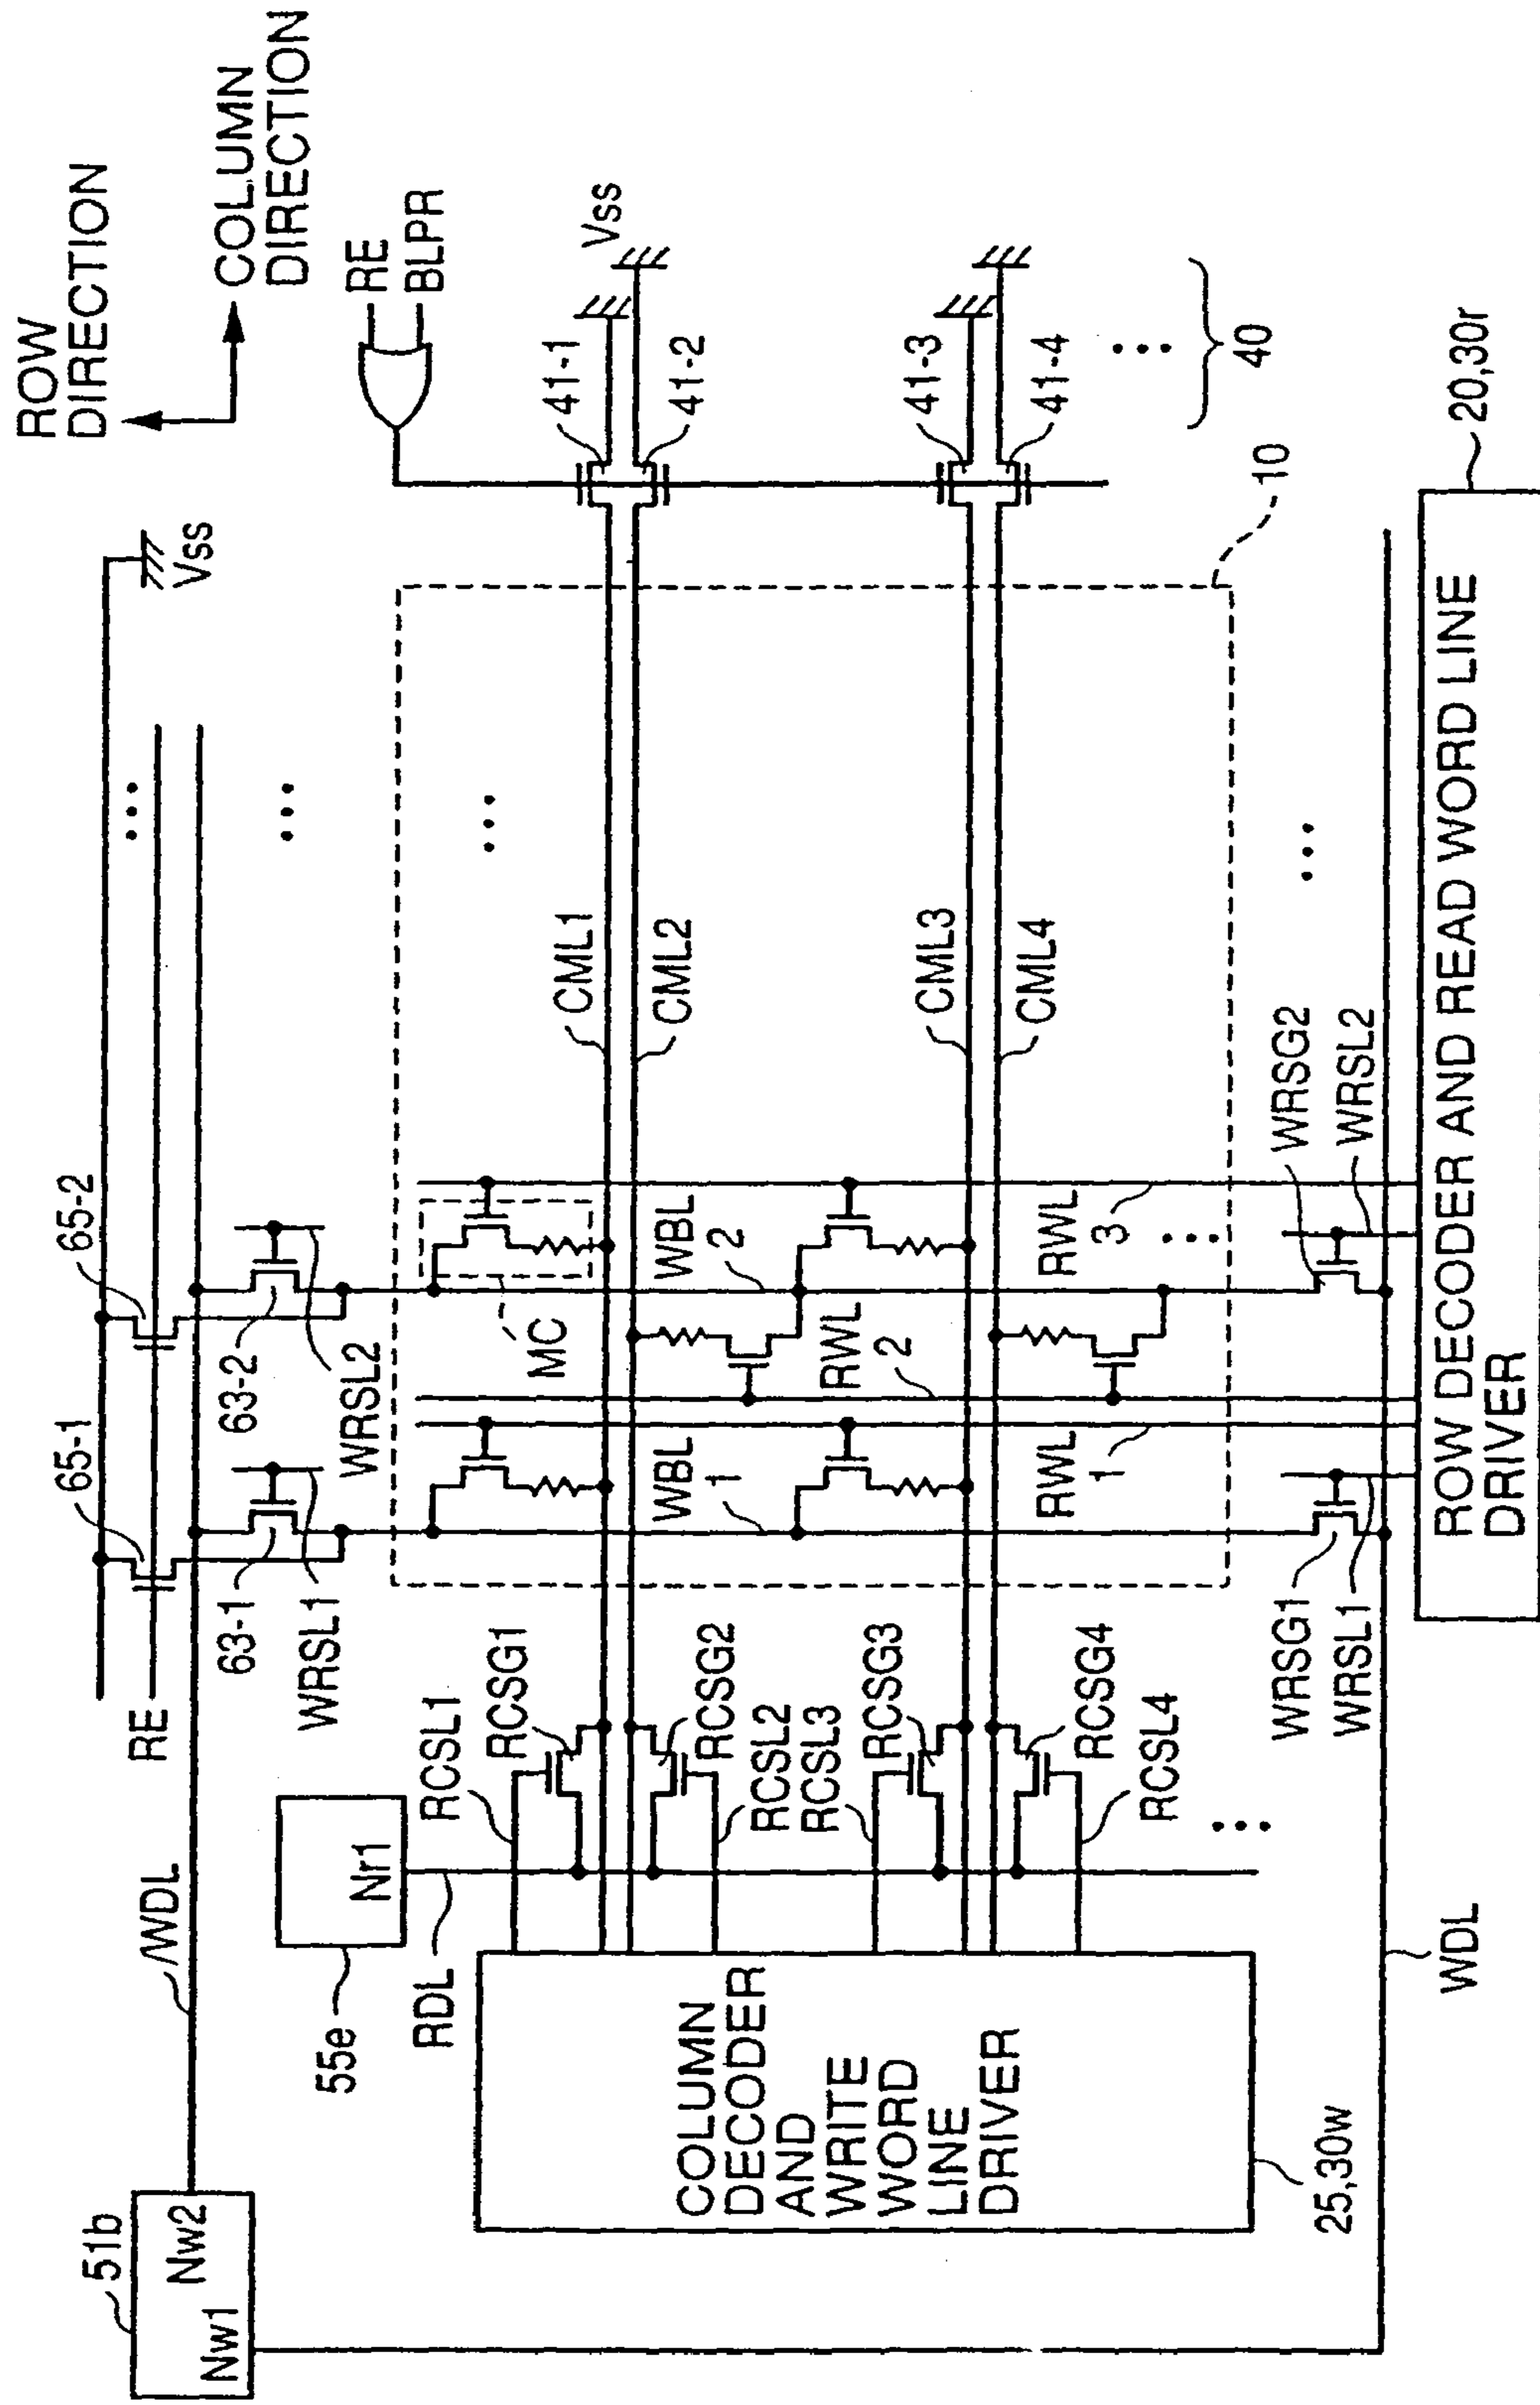 ROW
DIRECTION
COLUMN
DIRECTION
RE
BLPR
Vss
Vss
41-1
41-2
41-3
41-4
40
10
20,30r
65-1
65-2
63-1
63-2
WRSL1
WRSL2
RE
/WDL
51b
Nw1
Nw2
55e
Nr1
RDL
RCSL1
RCSG1
RCSG2
RCSL2
RCSL3
RCSG3
RCSG4
RCSL4
CML1
CML2
CML3
CML4
MC
WBL
1
WBL
2
RWL
1
RWL
2
RWL
3
WRSG1
WRSL1
WRSG2
WRSL2
WDL
COLUMN
DECODER
AND
WRITE
WORD
LINE
DRIVER
25,30w
ROW DECODER AND READ WORD LINE
DRIVER